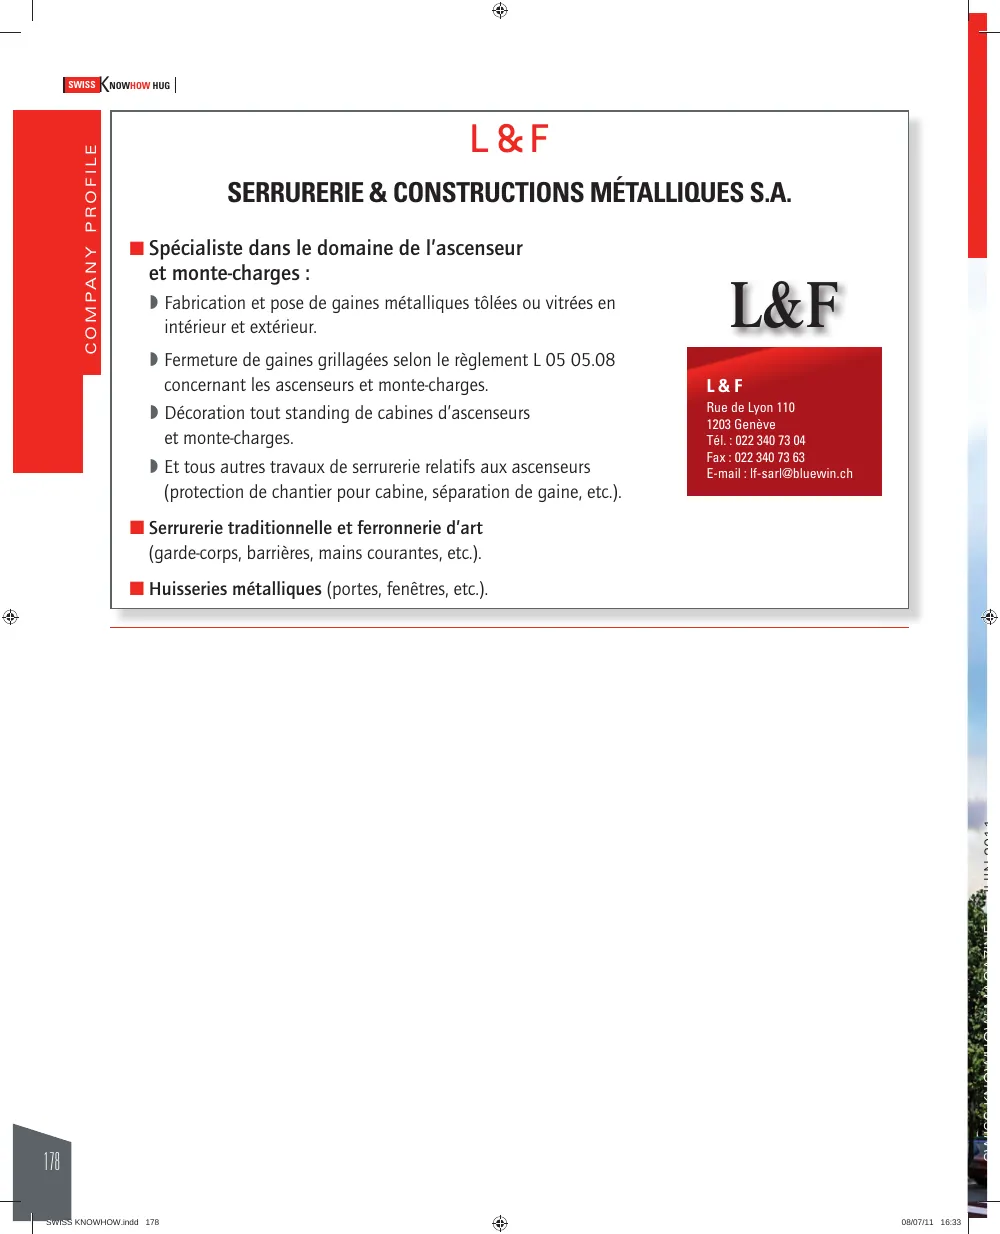 SWISS KNOWHOW HUG
COMPANY PROFILE
L & F
SERRURERIE & CONSTRUCTIONS MÉTALLIQUES S.A.
Spécialiste dans le domaine de l’ascenseur
et monte-charges :
Fabrication et pose de gaines métalliques tôlées ou vitrées en
intérieur et extérieur.
Fermeture de gaines grillagées selon le règlement L 05 05.08
concernant les ascenseurs et monte-charges.
Décoration tout standing de cabines d’ascenseurs
et monte-charges.
Et tous autres travaux de serrurerie relatifs aux ascenseurs
(protection de chantier pour cabine, séparation de gaine, etc.).
Serrurerie traditionnelle et ferronnerie d’art
(garde-corps, barrières, mains courantes, etc.).
Huisseries métalliques (portes, fenêtres, etc.).
L&F
L & F
Rue de Lyon 110
1203 Genève
Tél. : 022 340 73 04
Fax : 022 340 73 63
E-mail : lf-sarl@bluewin.ch
178
SWISS KNOWHOW.indd 178
08/07/11 16:33